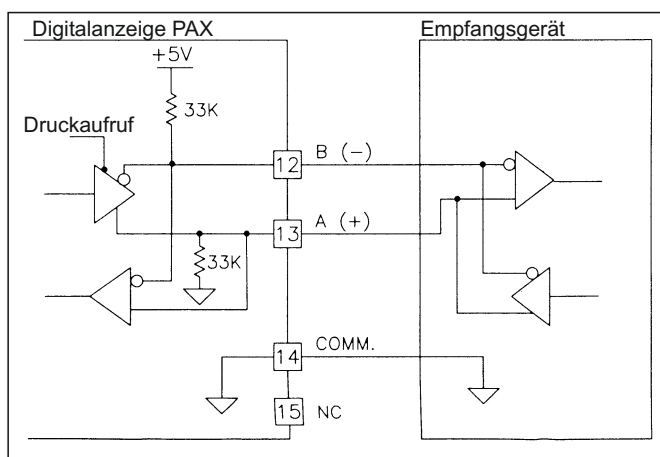 Digitalanzeige PAX
Empfangsgerät
+5V
33K
Druckaufruf
12
B (-)
13
A (+)
33K
14
COMM.
15
NC